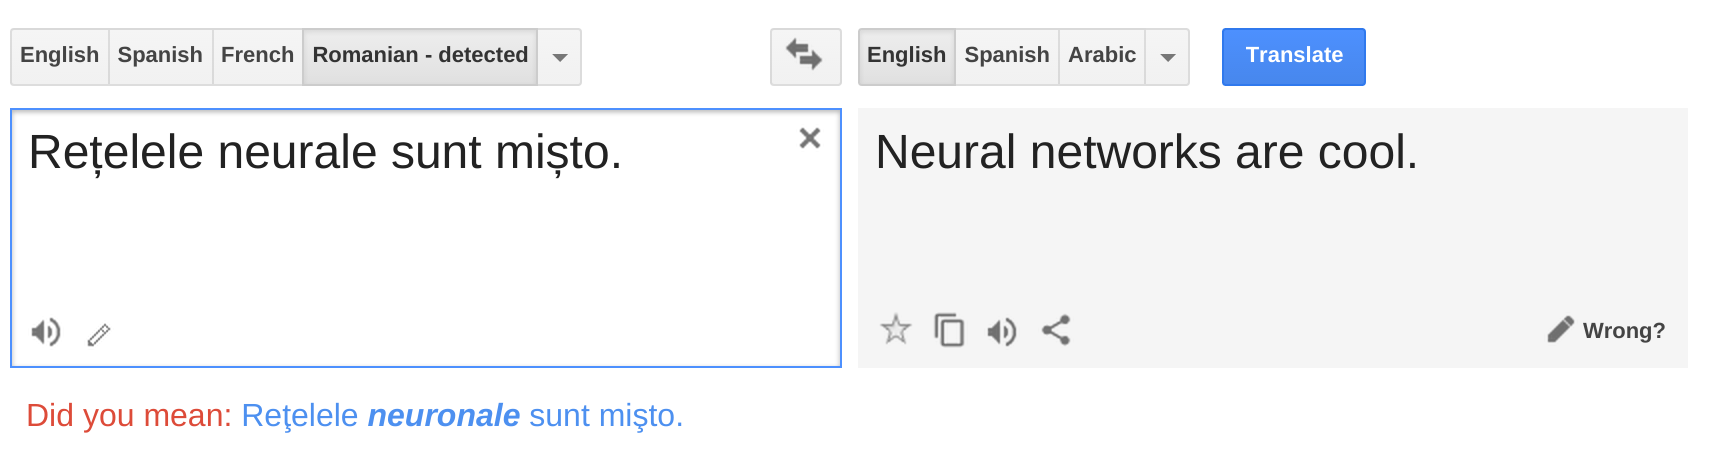 English Spanish French Romanian - detected English Spanish Arabic Translate
Rețelele neurale sunt mișto.
Neural networks are cool.
Wrong?
Did you mean: Reţelele neuronale sunt mişto.